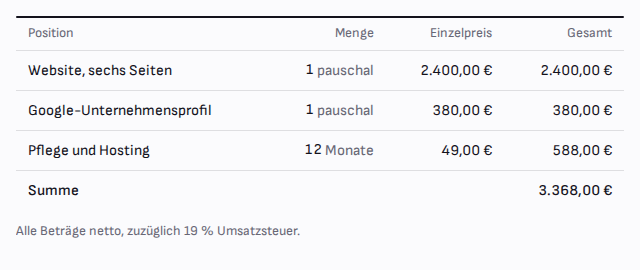 Position Menge Einzelpreis Gesamt
Website, sechs Seiten 1 pauschal 2.400,00 € 2.400,00 €
Google-Unternehmensprofil 1 pauschal 380,00 € 380,00 €
Pflege und Hosting 12 Monate 49,00 € 588,00 €
Summe 3.368,00 €
Alle Beträge netto, zuzüglich 19 % Umsatzsteuer.